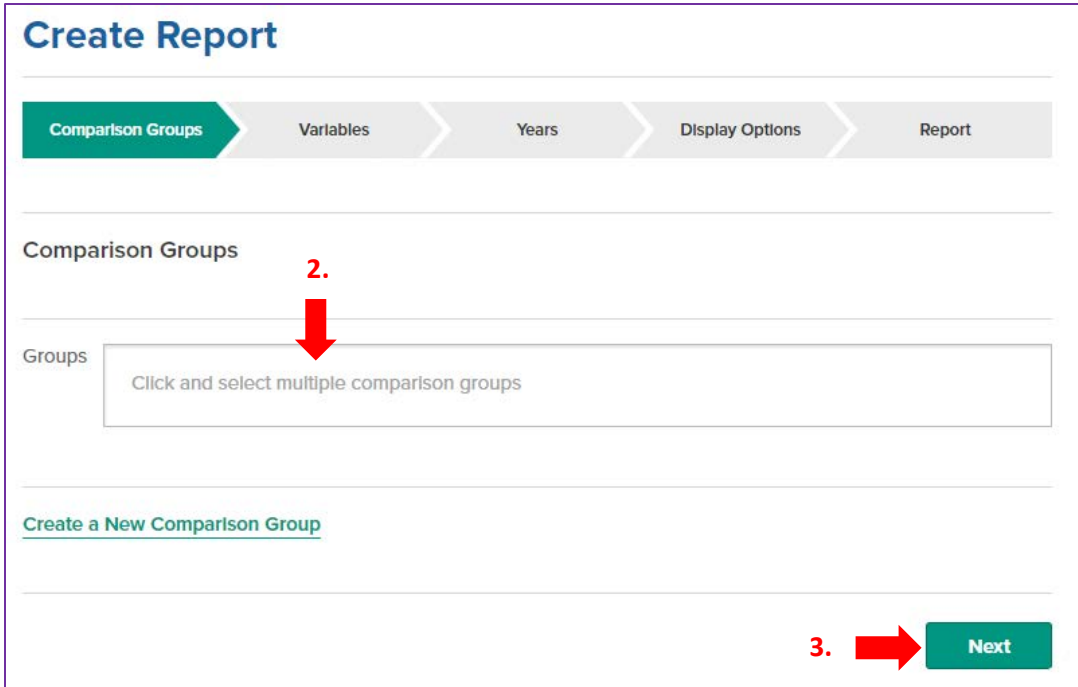 Create Report
Comparison Groups
Variables
Years
Display Options
Report
Comparison Groups
2.
Groups
Click and select multiple comparison groups
Create a New Comparison Group
3.
Next